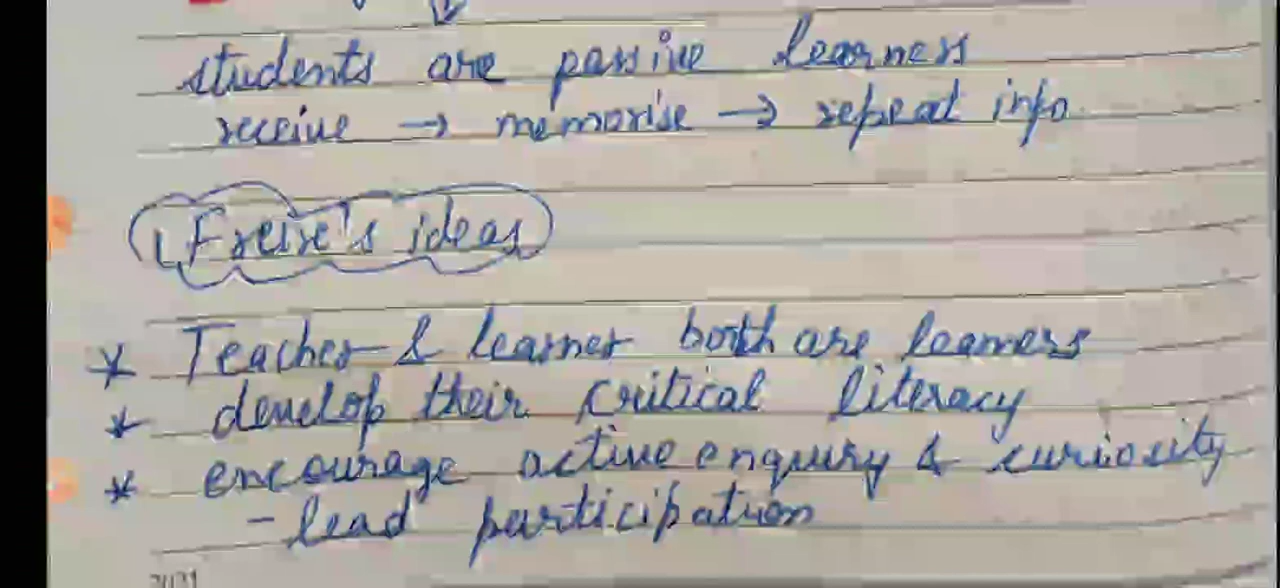 students are passive learners
receive → memorise → repeat info.
Freire's ideas
* Teacher & learner both are learners
* develop their critical literacy
* encourage active enquiry & curiosity
- lead participation
2021